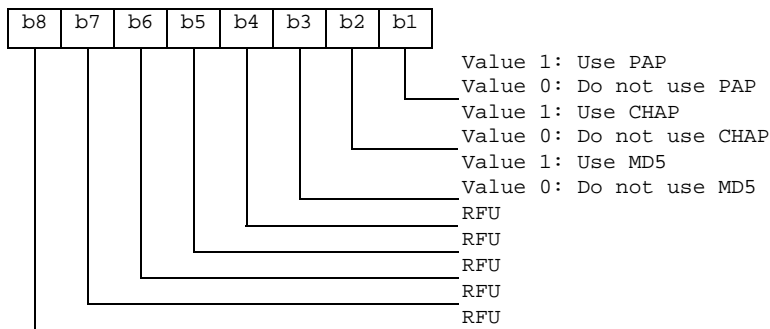 b8 b7 b6 b5 b4 b3 b2 b1
Value 1: Use PAP
Value 0: Do not use PAP
Value 1: Use CHAP
Value 0: Do not use CHAP
Value 1: Use MD5
Value 0: Do not use MD5
RFU
RFU
RFU
RFU
RFU